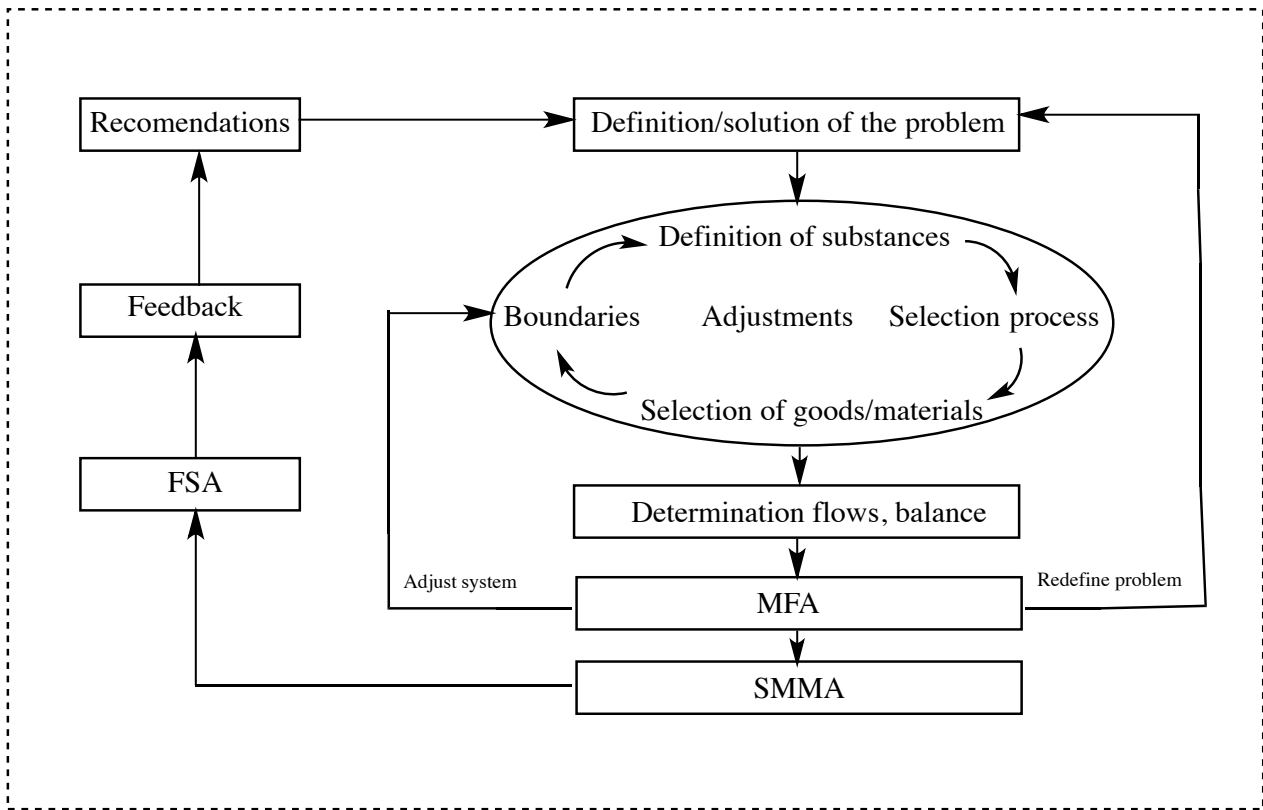 Recomendations
Definition/solution of the problem
Definition of substances
Feedback
Boundaries
Adjustments
Selection process
Selection of goods/materials
FSA
Determination flows, balance
Adjust system
Redefine problem
MFA
SMMA